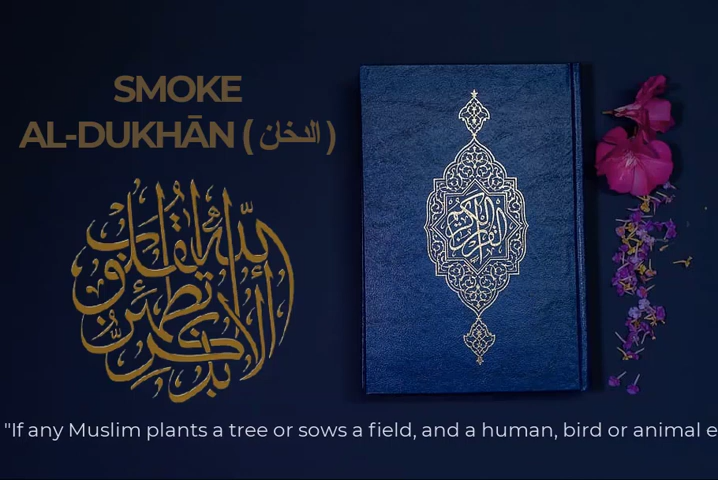 SMOKE
AL-DUKHĀN ( الدخان )
ألا بذكر الله تطمئن القلوب
القرآن الكريم
"If any Muslim plants a tree or sows a field, and a human, bird or animal e